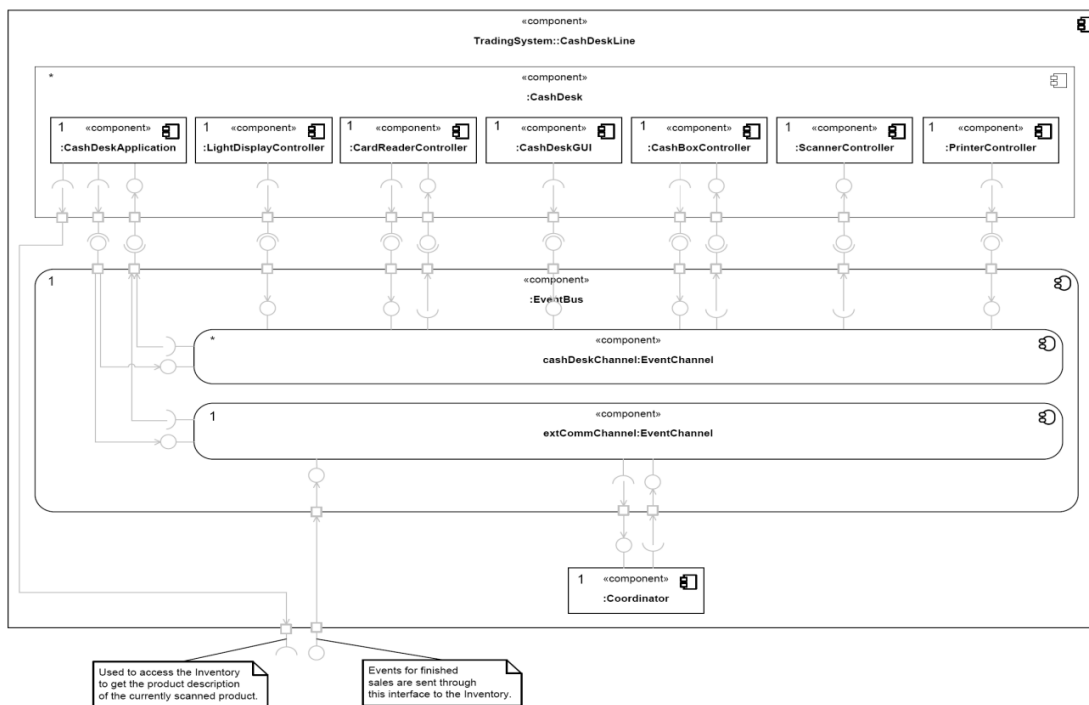 «component»
TradingSystem::CashDeskLine
* «component»
:CashDesk
1 «component»
:CashDeskApplication
1 «component»
:LightDisplayController
1 «component»
:CardReaderController
1 «component»
:CashDeskGUI
1 «component»
:CashBoxController
1 «component»
:ScannerController
1 «component»
:PrinterController
1 «component»
:EventBus
* «component»
cashDeskChannel:EventChannel
1 «component»
extCommChannel:EventChannel
1 «component»
:Coordinator
Used to access the Inventory
to get the product description
of the currently scanned product.
Events for finished
sales are sent through
this interface to the Inventory.